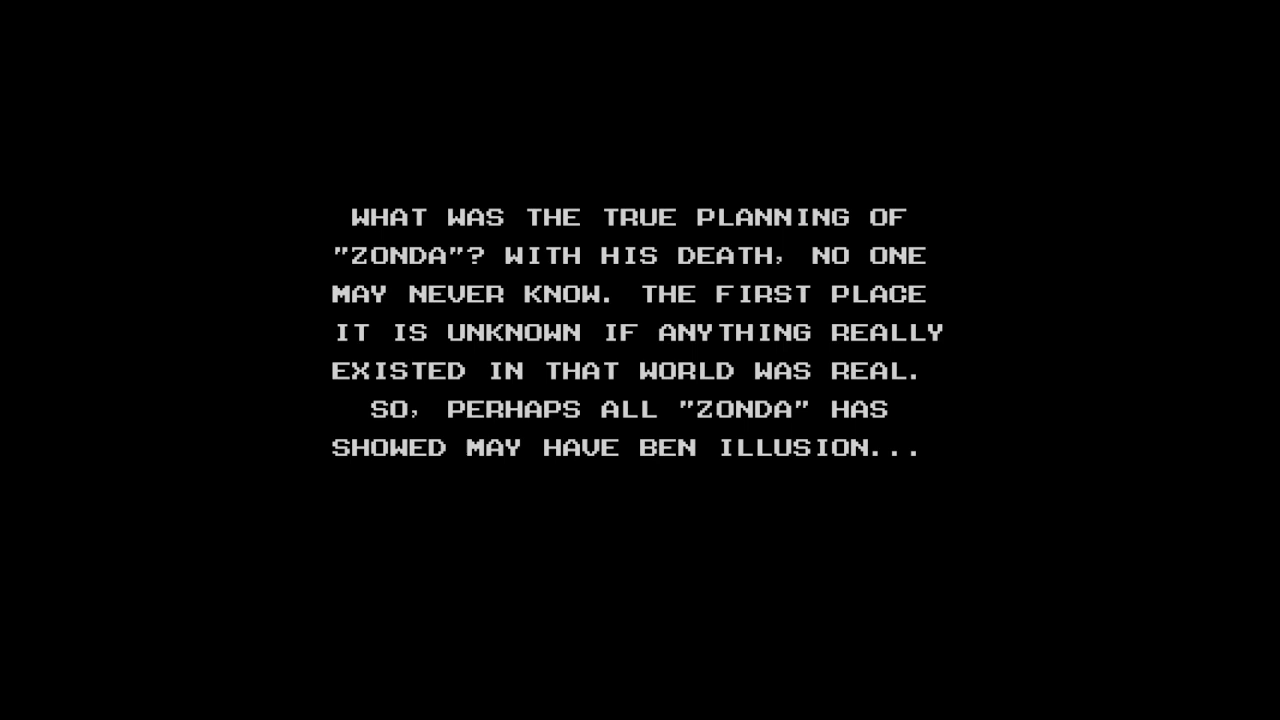 WHAT WAS THE TRUE PLANNING OF
"ZONDA"? WITH HIS DEATH, NO ONE
MAY NEVER KNOW. THE FIRST PLACE
IT IS UNKNOWN IF ANYTHING REALLY
EXISTED IN THAT WORLD WAS REAL.
SO, PERHAPS ALL "ZONDA" HAS
SHOWED MAY HAVE BEN ILLUSION...